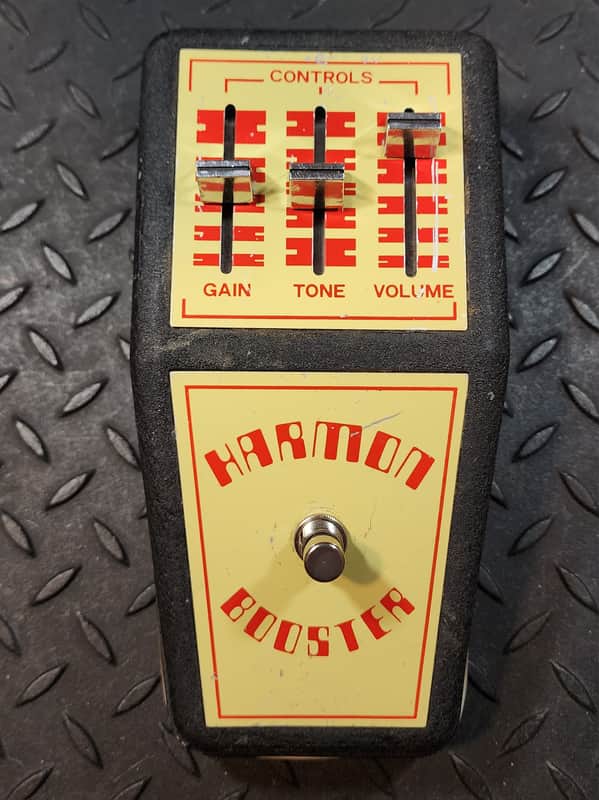 CONTROLS
GAIN TONE VOLUME
HARMON
BOOSTER